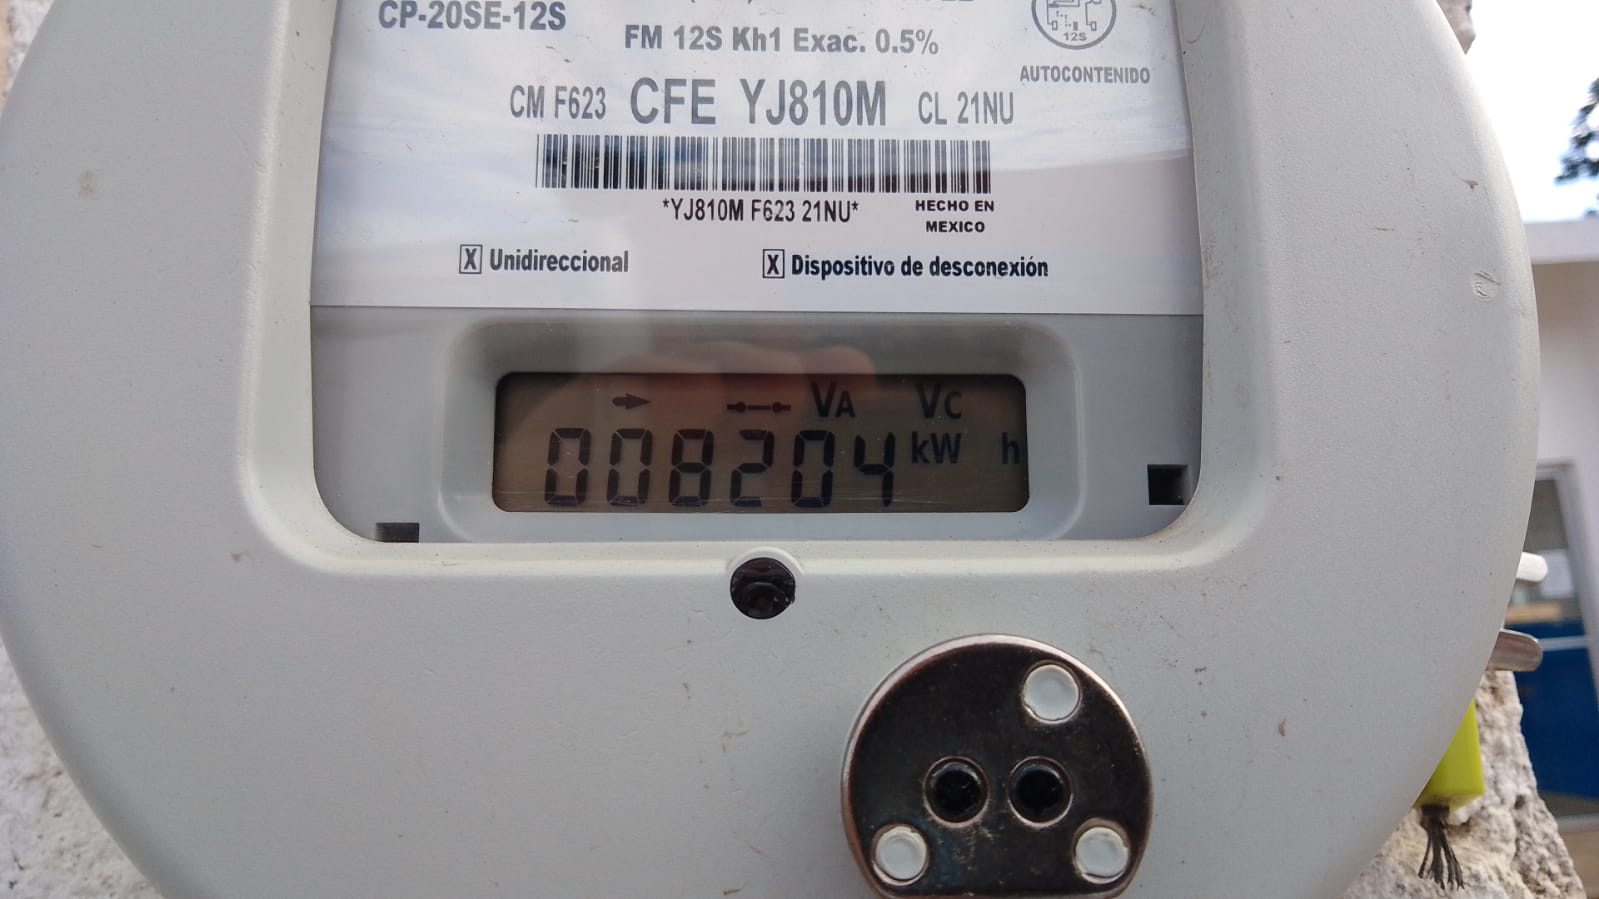 CP-20SE-12S
FM 12S Kh1 Exac. 0.5%
12S
AUTOCONTENIDO
CM F623 CFE YJ810M CL 21NU
*YJ810M F623 21NU*
HECHO EN
MEXICO
X Unidireccional
X Dispositivo de desconexión
VA VC
008204 kW h